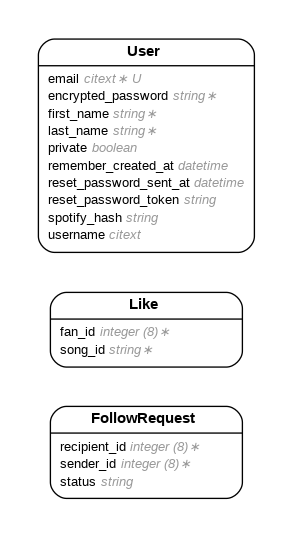 User
email citext ∗ U
encrypted_password string ∗
first_name string ∗
last_name string ∗
private boolean
remember_created_at datetime
reset_password_sent_at datetime
reset_password_token string
spotify_hash string
username citext
Like
fan_id integer (8) ∗
song_id string ∗
FollowRequest
recipient_id integer (8) ∗
sender_id integer (8) ∗
status string